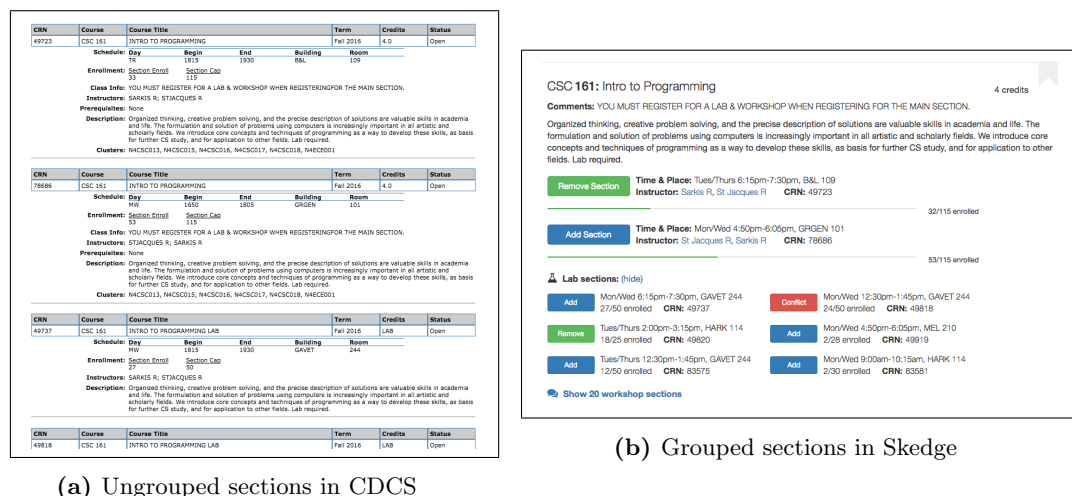 CRN Course Course Title Term Credits Status
49723 CSC 161 INTRO TO PROGRAMMING Fall 2016 4.0 Open
Schedule: Day Begin End Building Room
TR 1815 1930 B&L 109
Enrollment: Section Enroll Section Cap
33 115
Class Info: YOU MUST REGISTER FOR A LAB & WORKSHOP WHEN REGISTERINGFOR THE MAIN SECTION.
Instructors: SARKIS R; STJACQUES R
Prerequisites: None
Description: Organized thinking, creative problem solving, and the precise description of solutions are valuable skills in academia
and life. The formulation and solution of problems using computers is increasingly important in all artistic and
scholarly fields. We introduce core concepts and techniques of programming as a way to develop these skills, as basis
for further CS study, and for application to other fields. Lab required.
Clusters: N4CSC013, N4CSC015, N4CSC016, N4CSC017, N4CSC018, N4ECE001
CRN Course Course Title Term Credits Status
78686 CSC 161 INTRO TO PROGRAMMING Fall 2016 4.0 Open
Schedule: Day Begin End Building Room
MW 1650 1805 GRGEN 101
Enrollment: Section Enroll Section Cap
53 115
Class Info: YOU MUST REGISTER FOR A LAB & WORKSHOP WHEN REGISTERINGFOR THE MAIN SECTION.
Instructors: STJACQUES R; SARKIS R
Prerequisites: None
Description: Organized thinking, creative problem solving, and the precise description of solutions are valuable skills in academia
and life. The formulation and solution of problems using computers is increasingly important in all artistic and
scholarly fields. We introduce core concepts and techniques of programming as a way to develop these skills, as basis
for further CS study, and for application to other fields. Lab required.
Clusters: N4CSC013, N4CSC015, N4CSC016, N4CSC017, N4CSC018, N4ECE001
CRN Course Course Title Term Credits Status
49737 CSC 161 INTRO TO PROGRAMMING LAB Fall 2016 LAB Open
Schedule: Day Begin End Building Room
MW 1815 1930 GAVET 244
Enrollment: Section Enroll Section Cap
27 50
Instructors: SARKIS R; STJACQUES R
Description: Organized thinking, creative problem solving, and the precise description of solutions are valuable skills in academia
and life. The formulation and solution of problems using computers is increasingly important in all artistic and
scholarly fields. We introduce core concepts and techniques of programming as a way to develop these skills, as basis
for further CS study, and for application to other fields. Lab required.
CRN Course Course Title Term Credits Status
49818 CSC 161 INTRO TO PROGRAMMING LAB Fall 2016 LAB Open
(a) Ungrouped sections in CDCS
CSC 161: Intro to Programming 4 credits
Comments: YOU MUST REGISTER FOR A LAB & WORKSHOP WHEN REGISTERING FOR THE MAIN SECTION.
Organized thinking, creative problem solving, and the precise description of solutions are valuable skills in academia and life. The
formulation and solution of problems using computers is increasingly important in all artistic and scholarly fields. We introduce core
concepts and techniques of programming as a way to develop these skills, as basis for further CS study, and for application to other
fields. Lab required.
Remove Section Time & Place: Tues/Thurs 6:15pm-7:30pm, B&L 109
Instructor: Sarkis R, St Jacques R CRN: 49723
32/115 enrolled
Add Section Time & Place: Mon/Wed 4:50pm-6:05pm, GRGEN 101
Instructor: St Jacques R, Sarkis R CRN: 78686
53/115 enrolled
Lab sections: (hide)
Add Mon/Wed 6:15pm-7:30pm, GAVET 244 Conflict Mon/Wed 12:30pm-1:45pm, GAVET 244
27/50 enrolled CRN: 49737 24/50 enrolled CRN: 49818
Remove Tues/Thurs 2:00pm-3:15pm, HARK 114 Add Mon/Wed 4:50pm-6:05pm, MEL 210
18/25 enrolled CRN: 49820 2/28 enrolled CRN: 49919
Add Tues/Thurs 12:30pm-1:45pm, GAVET 244 Add Mon/Wed 9:00am-10:15am, HARK 114
12/50 enrolled CRN: 83575 2/30 enrolled CRN: 83581
Show 20 workshop sections
(b) Grouped sections in Skedge